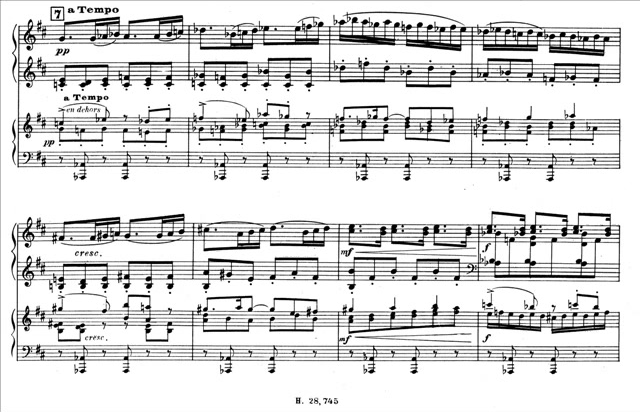 7 a Tempo
pp
a Tempo
en dehors
pp
cresc.
mf
f
cresc.
mf
f
H. 28,745